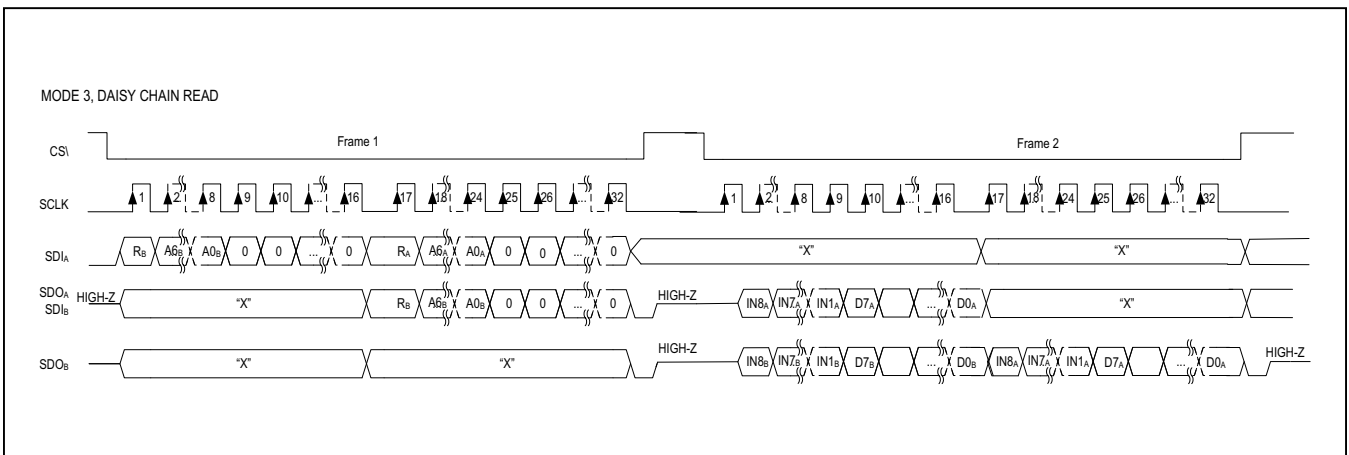 MODE 3, DAISY CHAIN READ
CS\ Frame 1 Frame 2
SCLK 1 2 8 9 10 ... 16 17 18 24 25 26 ... 32 1 2 8 9 10 ... 16 17 18 24 25 26 ... 32
SDIA RB A6B A0B 0 0 ... 0 RA A6A A0A 0 0 ... 0 “X” “X”
SDOA SDIB HIGH-Z “X” RB A6B A0B 0 0 ... 0 HIGH-Z IN8A IN7A IN1A D7A ... D0A “X”
SDOB “X” “X” HIGH-Z IN8B IN7B IN1B D7B ... D0B IN8A IN7A IN1A D7A ... D0A HIGH-Z